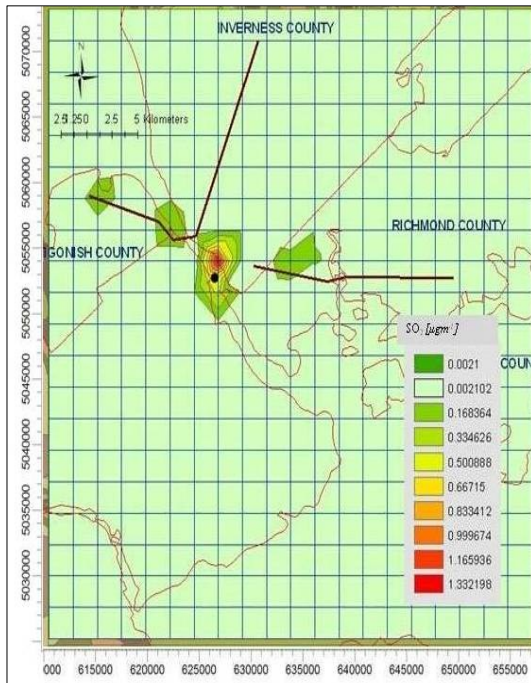 INVERNESS COUNTY
N
2.5 1.25 0 2.5 5 Kilometers
RICHMOND COUNTY
IGONISH COUNTY
COUN
SO₂ [µgm⁻³]
0.0021
0.002102
0.168364
0.334626
0.500888
0.66715
0.833412
0.999674
1.165936
1.332198
5070000
5065000
5060000
5055000
5050000
5045000
5040000
5035000
5030000
000 615000 620000 625000 630000 635000 640000 645000 650000 655000